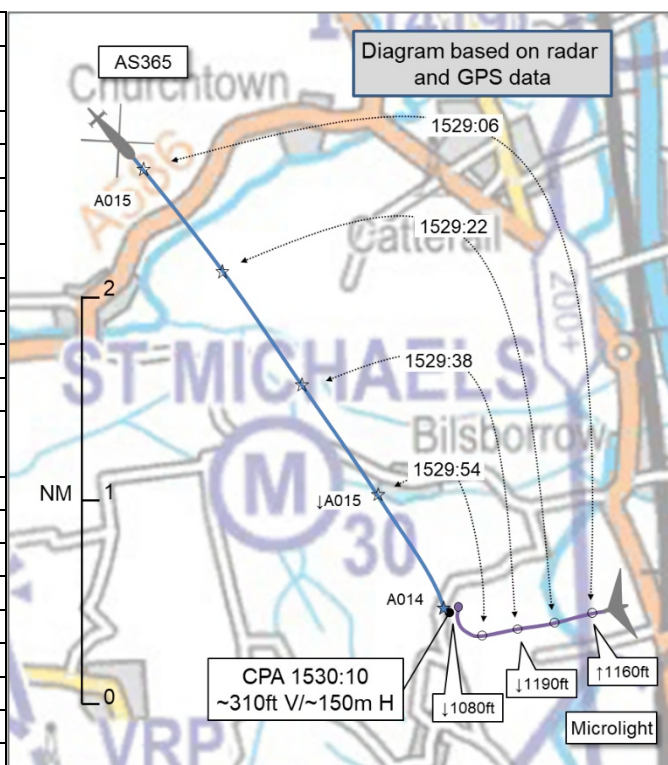 AS365
Diagram based on radar
and GPS data
Churchtown
1529:06
A015
A586
1529:22
Catterall
200+
2
ST MICHAELS
1529:38
Bilsborrow
1529:54
NM
1
M
↓A015
30
A014
CPA 1530:10
~310ft V/~150m H
↓1080ft
↓1190ft
↑1160ft
0
VRP
Microlight